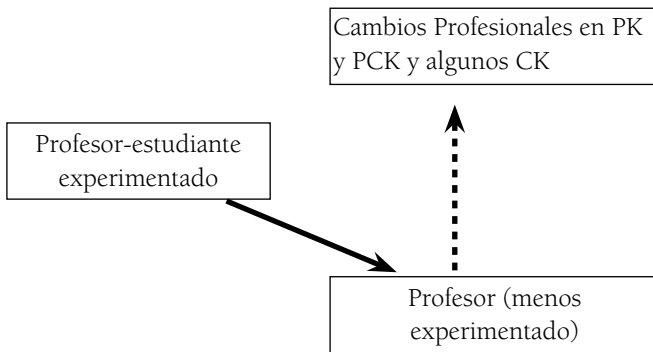 Cambios Profesionales en PK
y PCK y algunos CK
Profesor-estudiante
experimentado
Profesor (menos
experimentado)